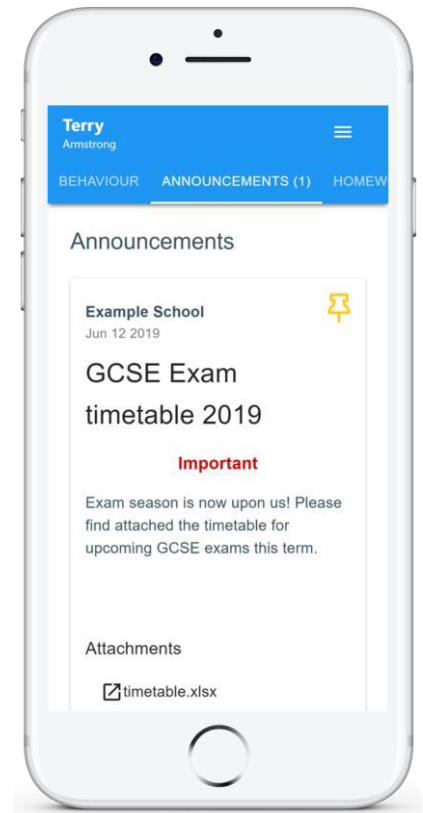 Terry
Armstrong
BEHAVIOUR ANNOUNCEMENTS (1) HOMEW
Announcements
Example School
Jun 12 2019
GCSE Exam
timetable 2019
Important
Exam season is now upon us! Please
find attached the timetable for
upcoming GCSE exams this term.
Attachments
timetable.xlsx